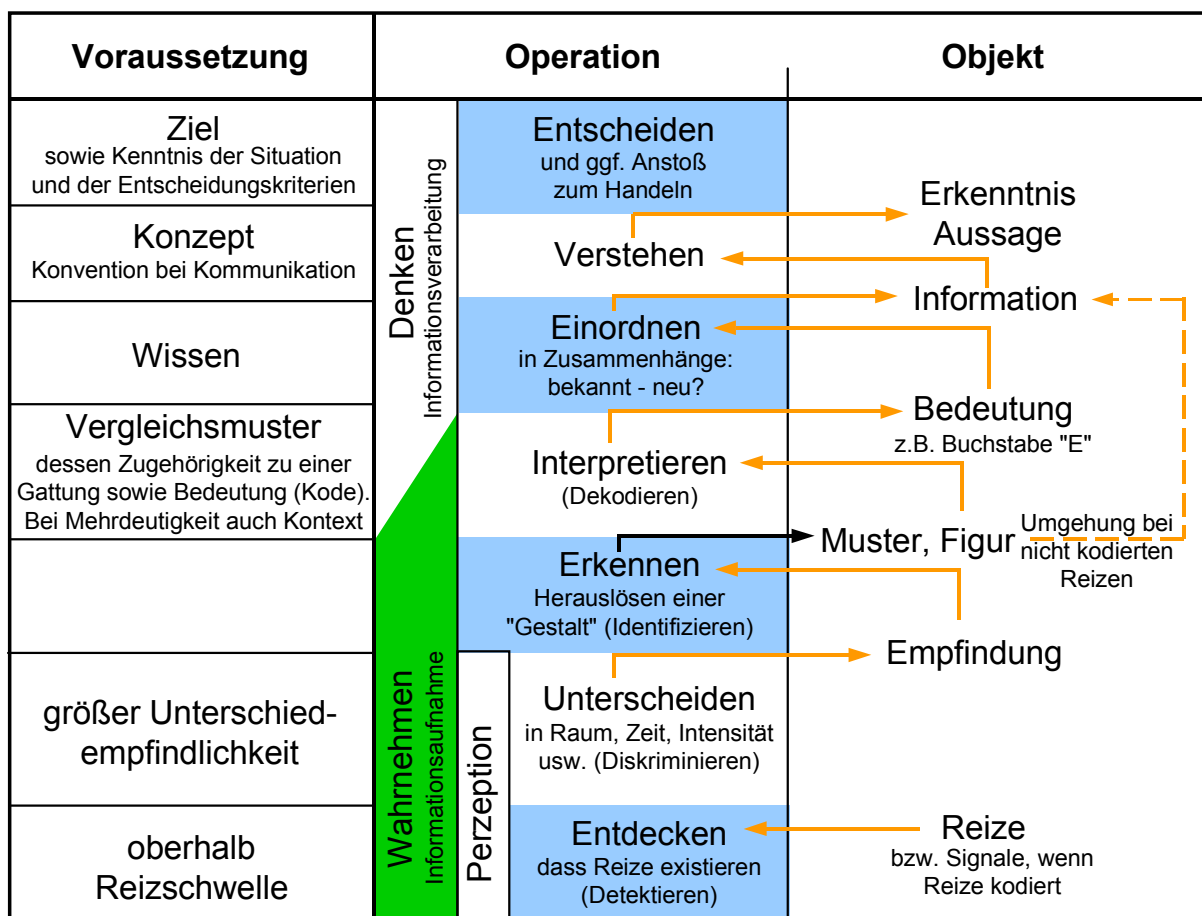 Voraussetzung
Operation
Objekt
Ziel
sowie Kenntnis der Situation
und der Entscheidungskriterien
Konzept
Konvention bei Kommunikation
Wissen
Vergleichsmuster
dessen Zugehörigkeit zu einer
Gattung sowie Bedeutung (Kode).
Bei Mehrdeutigkeit auch Kontext
größer Unterschied-
empfindlichkeit
oberhalb
Reizschwelle
Denken
Informationsverarbeitung
Wahrnehmen
Informationsaufnahme
Perzeption
Entscheiden
und ggf. Anstoß
zum Handeln
Verstehen
Einordnen
in Zusammenhänge:
bekannt - neu?
Interpretieren
(Dekodieren)
Erkennen
Herauslösen einer
"Gestalt" (Identifizieren)
Unterscheiden
in Raum, Zeit, Intensität
usw. (Diskriminieren)
Entdecken
dass Reize existieren
(Detektieren)
Erkenntnis
Aussage
Information
Bedeutung
z.B. Buchstabe "E"
Muster, Figur
Umgehung bei
nicht kodierten
Reizen
Empfindung
Reize
bzw. Signale, wenn
Reize kodiert